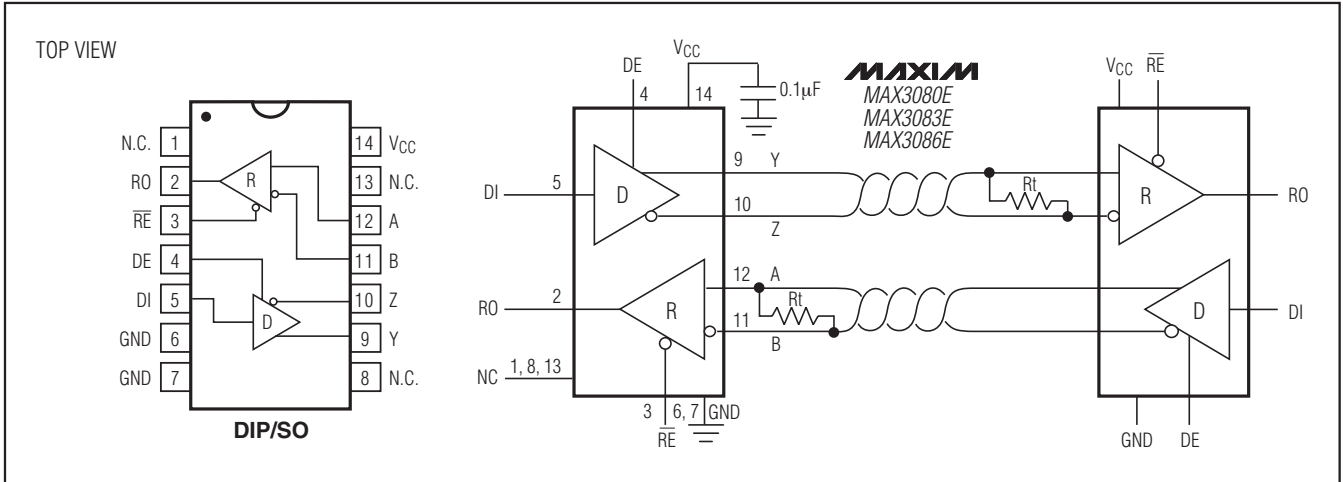 TOP VIEW
N.C. 1
RO 2
R̅E̅ 3
DE 4
DI 5
GND 6
GND 7
14 VCC
13 N.C.
12 A
11 B
10 Z
9 Y
8 N.C.
R
D
DIP/SO
DE
4
VCC
14
0.1µF
MAXIM
MAX3080E
MAX3083E
MAX3086E
DI 5
D
9 Y
10
Z
Rt
RO 2
R
12 A
Rt
11
B
NC 1, 8, 13
3
R̅E̅
6, 7 GND
VCC
R̅E̅
R
RO
D
DI
GND
DE